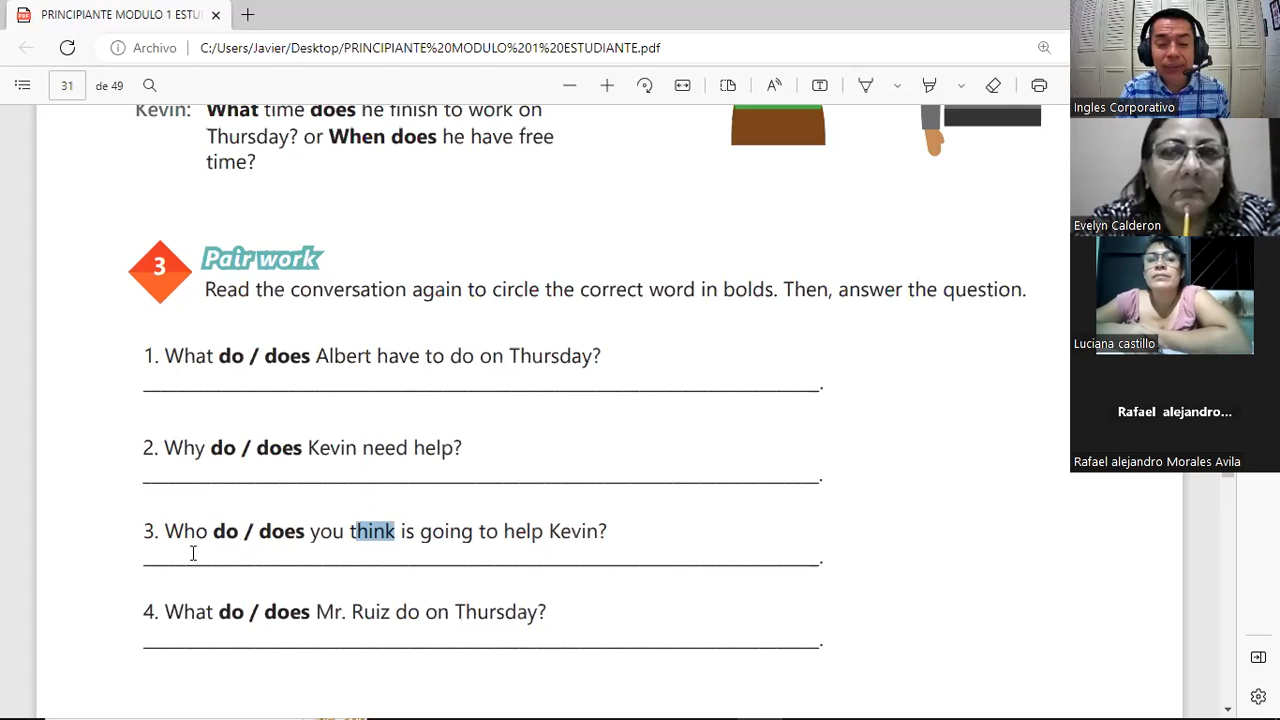 PRINCIPIANTE MODULO 1 ESTU
Archivo
C:/Users/Javier/Desktop/PRINCIPIANTE%20MODULO%201%20ESTUDIANTE.pdf
31
de 49
Kevin: What time does he finish to work on
Thursday? or When does he have free
time?
3
Pair work
Read the conversation again to circle the correct word in bolds. Then, answer the question.
1. What do / does Albert have to do on Thursday?
_______.
2. Why do / does Kevin need help?
_______.
3. Who do / does you think is going to help Kevin?
_______.
4. What do / does Mr. Ruiz do on Thursday?
_______.
Ingles Corporativo
Evelyn Calderon
Luciana castillo
Rafael alejandro...
Rafael alejandro Morales Avila